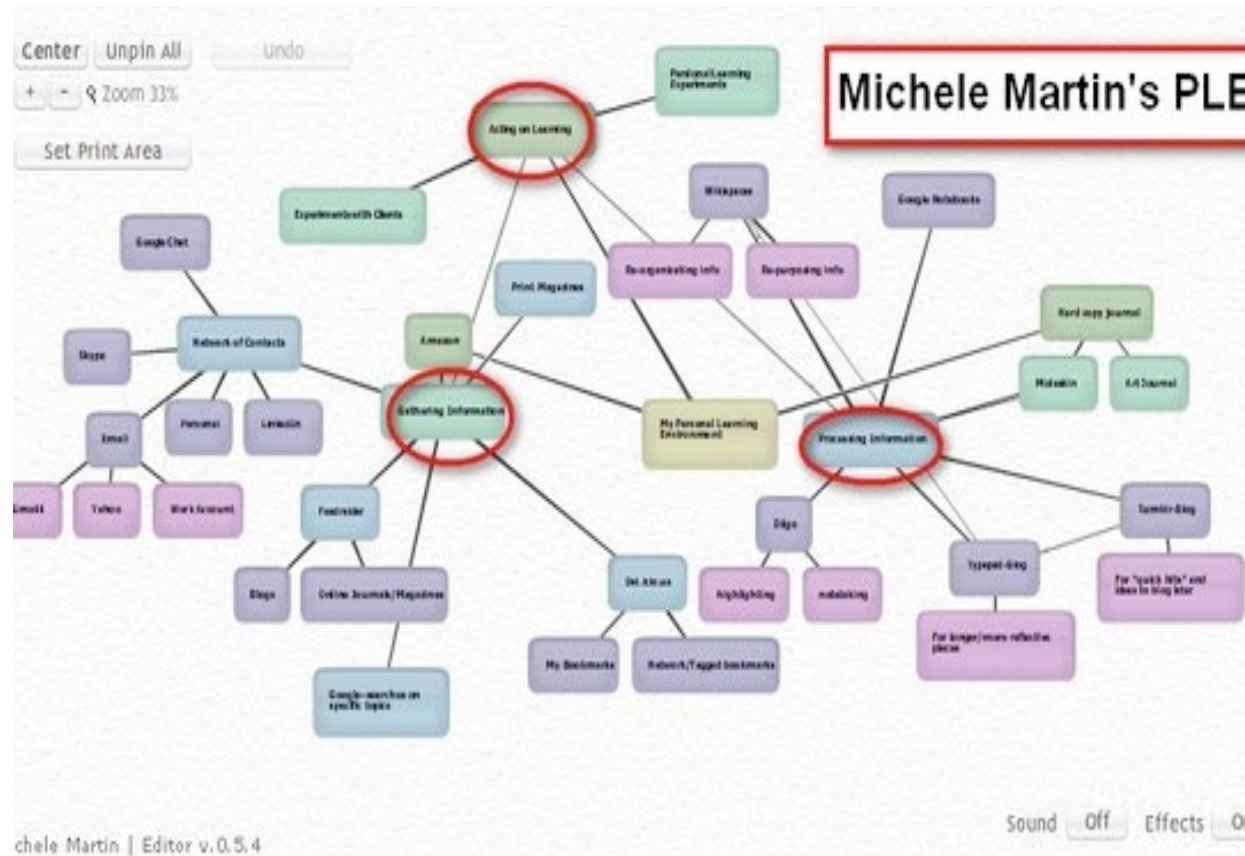 Center Unpin All Undo
+ - Zoom 33%
Set Print Area
Michele Martin's PLE
Personal Learning
Experiments
Acting on Learning
Experiments with Clients
Wikispaces
Google Notebooks
Google Chat
Re-organizing Info
Re-purposing Info
Print Magazines
Hard copy journal
Network of Contacts
Amazon
Skype
Moleskin
Art Journal
Gathering Information
My Personal Learning
Environment
Processing Information
Email
Personal
LinkedIn
Gmail
Yahoo
Work Account
Feedreader
Diigo
Tumblr-Blog
Typepad-Blog
Blogs
Online Journals/Magazines
Del.icio.us
highlighting
notetaking
For "quick hits" and
ideas to blog later
For longer/more reflective
pieces
My Bookmarks
Network/Tagged bookmarks
Google-searches on
specific topics
Sound Off Effects
chele Martin | Editor v.0.5.4